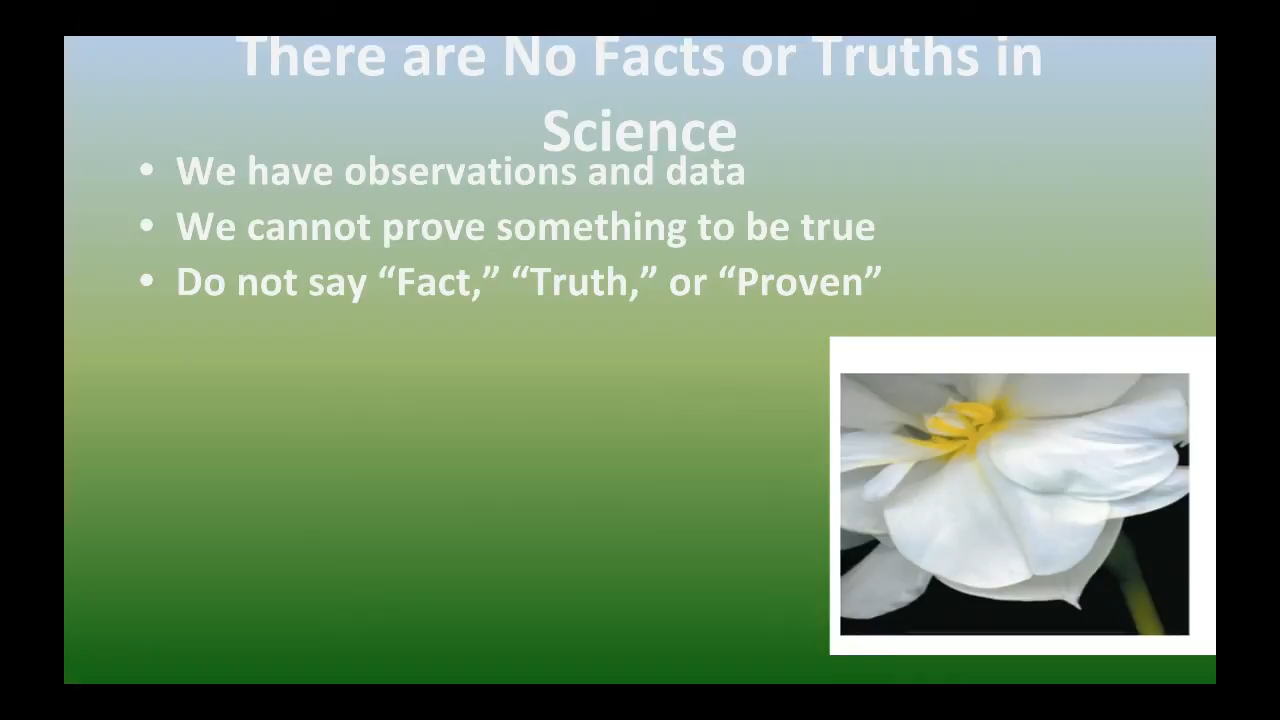 There are No Facts or Truths in
Science
• We have observations and data
• We cannot prove something to be true
• Do not say “Fact,” “Truth,” or “Proven”